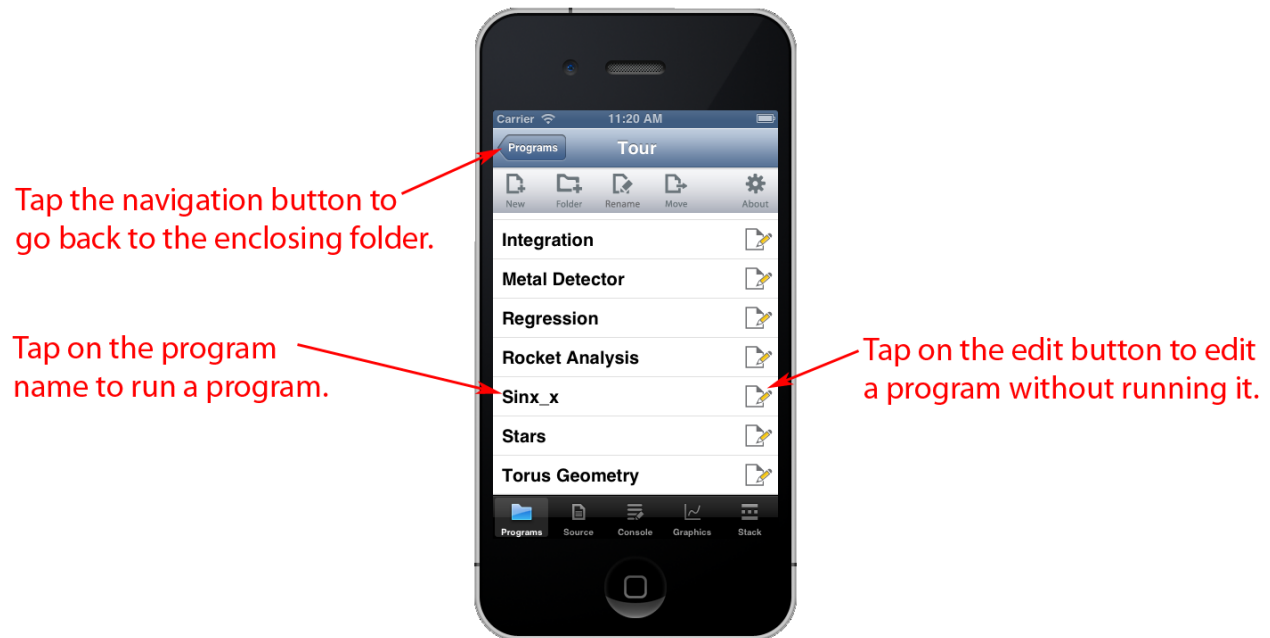 Carrier 11:20 AM
Programs Tour
New Folder Rename Move About
Tap the navigation button to
go back to the enclosing folder.
Integration
Metal Detector
Regression
Rocket Analysis
Sinx_x
Stars
Torus Geometry
Tap on the program
name to run a program.
Tap on the edit button to edit
a program without running it.
Programs Source Console Graphics Stack